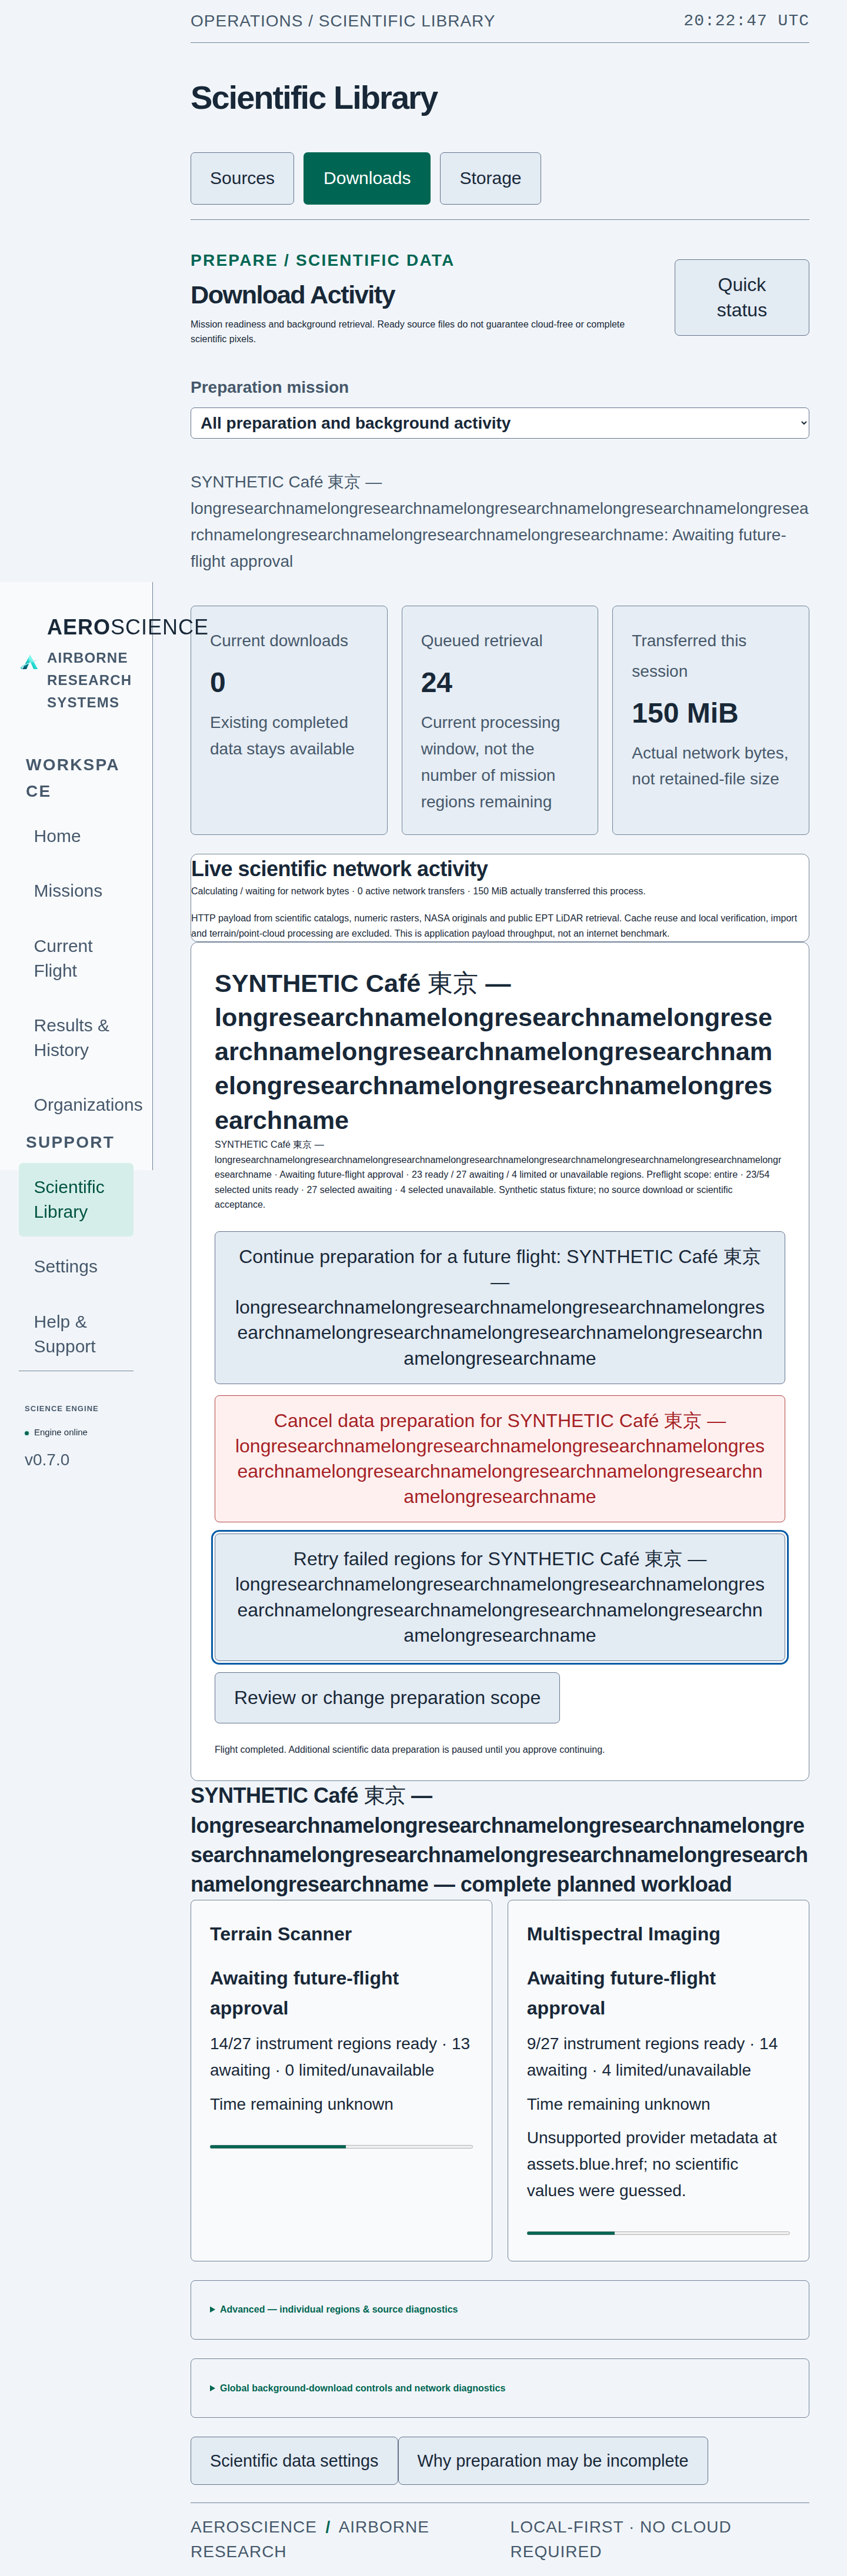 OPERATIONS / SCIENTIFIC LIBRARY
20:22:47 UTC
Scientific Library
Sources
Downloads
Storage
PREPARE / SCIENTIFIC DATA
Download Activity
Mission readiness and background retrieval. Ready source files do not guarantee cloud-free or complete
scientific pixels.
Quick
status
Preparation mission
All preparation and background activity
SYNTHETIC Café 東京 —
longresearchnamelongresearchnamelongresearchnamelongresearchnamelongresea
rchnamelongresearchnamelongresearchnamelongresearchname: Awaiting future-
flight approval
AEROSCIENCE
AIRBORNE
RESEARCH
SYSTEMS
WORKSPA
CE
Home
Missions
Current
Flight
Results &
History
Organizations
SUPPORT
Scientific
Library
Settings
Help &
Support
SCIENCE ENGINE
Engine online
v0.7.0
Current downloads
0
Existing completed
data stays available
Queued retrieval
24
Current processing
window, not the
number of mission
regions remaining
Transferred this
session
150 MiB
Actual network bytes,
not retained-file size
Live scientific network activity
Calculating / waiting for network bytes · 0 active network transfers · 150 MiB actually transferred this process.
HTTP payload from scientific catalogs, numeric rasters, NASA originals and public EPT LiDAR retrieval. Cache reuse and local verification, import
and terrain/point-cloud processing are excluded. This is application payload throughput, not an internet benchmark.
SYNTHETIC Café 東京 —
longresearchnamelongresearchnamelongrese
archnamelongresearchnamelongresearchnam
elongresearchnamelongresearchnamelongres
earchname
SYNTHETIC Café 東京 —
longresearchnamelongresearchnamelongresearchnamelongresearchnamelongresearchnamelongresearchnamelongr
esearchname · Awaiting future-flight approval · 23 ready / 27 awaiting / 4 limited or unavailable regions. Preflight scope: entire · 23/54
selected units ready · 27 selected awaiting · 4 selected unavailable. Synthetic status fixture; no source download or scientific
acceptance.
Continue preparation for a future flight: SYNTHETIC Café 東京
—
longresearchnamelongresearchnamelongresearchnamelongres
earchnamelongresearchnamelongresearchnamelongresearchn
amelongresearchname
Cancel data preparation for SYNTHETIC Café 東京 —
longresearchnamelongresearchnamelongresearchnamelongres
earchnamelongresearchnamelongresearchnamelongresearchn
amelongresearchname
Retry failed regions for SYNTHETIC Café 東京 —
longresearchnamelongresearchnamelongresearchnamelongres
earchnamelongresearchnamelongresearchnamelongresearchn
amelongresearchname
Review or change preparation scope
Flight completed. Additional scientific data preparation is paused until you approve continuing.
SYNTHETIC Café 東京 —
longresearchnamelongresearchnamelongresearchnamelongre
searchnamelongresearchnamelongresearchnamelongresearch
namelongresearchname — complete planned workload
Terrain Scanner
Awaiting future-flight
approval
14/27 instrument regions ready · 13
awaiting · 0 limited/unavailable
Time remaining unknown
Multispectral Imaging
Awaiting future-flight
approval
9/27 instrument regions ready · 14
awaiting · 4 limited/unavailable
Time remaining unknown
Unsupported provider metadata at
assets.blue.href; no scientific
values were guessed.
Advanced — individual regions & source diagnostics
Global background-download controls and network diagnostics
Scientific data settings
Why preparation may be incomplete
AEROSCIENCE / AIRBORNE
RESEARCH
LOCAL-FIRST · NO CLOUD
REQUIRED